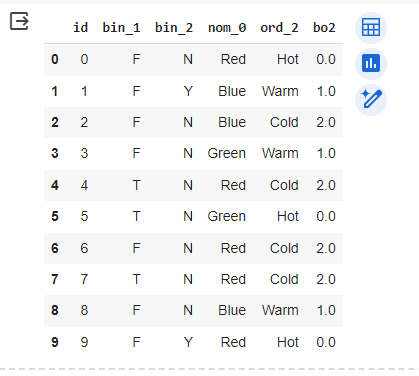 id bin_1 bin_2 nom_0 ord_2 bo2
0 0 F N Red Hot 0.0
1 1 F Y Blue Warm 1.0
2 2 F N Blue Cold 2.0
3 3 F N Green Warm 1.0
4 4 T N Red Cold 2.0
5 5 T N Green Hot 0.0
6 6 F N Red Cold 2.0
7 7 T N Red Cold 2.0
8 8 F N Blue Warm 1.0
9 9 F Y Red Hot 0.0